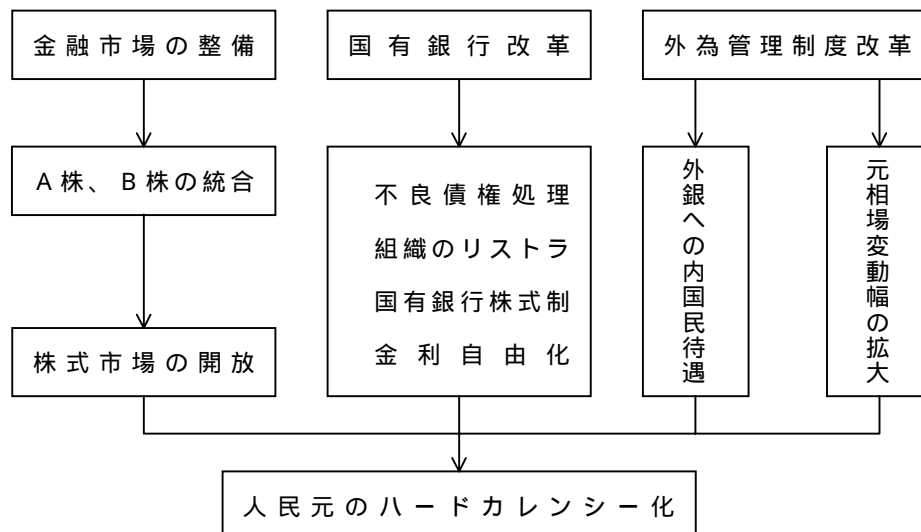 金融市場の整備
国有銀行改革
外為管理制度改革
A株、B株の統合
不良債権処理
組織のリストラ
国有銀行株式制
金利自由化
外銀への内国民待遇
元相場変動幅の拡大
株式市場の開放
人民元のハードカレンシー化